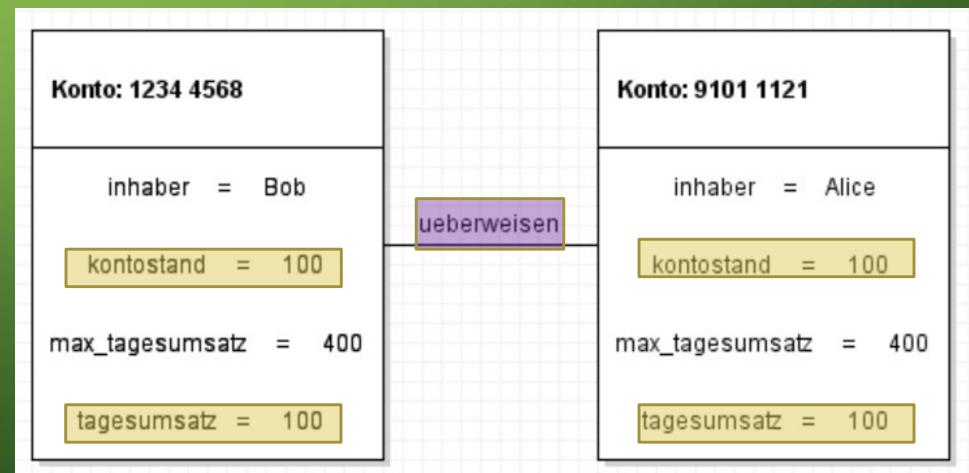 Konto: 1234 4568
inhaber = Bob
kontostand = 100
max_tagesumsatz = 400
tagesumsatz = 100
ueberweisen
Konto: 9101 1121
inhaber = Alice
kontostand = 100
max_tagesumsatz = 400
tagesumsatz = 100